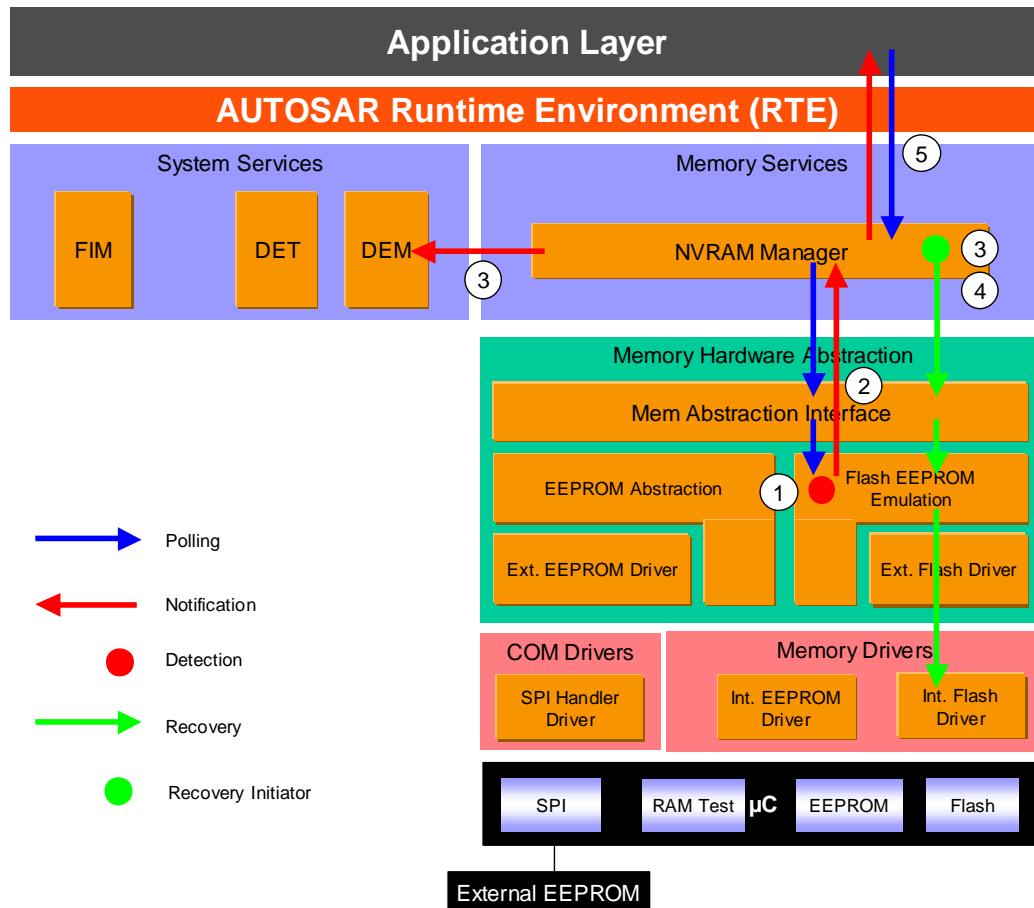 Application Layer
AUTOSAR Runtime Environment (RTE)
System Services
Memory Services
5
FIM
DET
DEM
3
NVRAM Manager
3
4
Memory Hardware Abstraction
2
Mem Abstraction Interface
EEPROM Abstraction
1
Flash EEPROM
Emulation
Ext. EEPROM Driver
Ext. Flash Driver
Polling
Notification
Detection
Recovery
Recovery Initiator
COM Drivers
Memory Drivers
SPI Handler
Driver
Int. EEPROM
Driver
Int. Flash
Driver
SPI
RAM Test
µC
EEPROM
Flash
External EEPROM